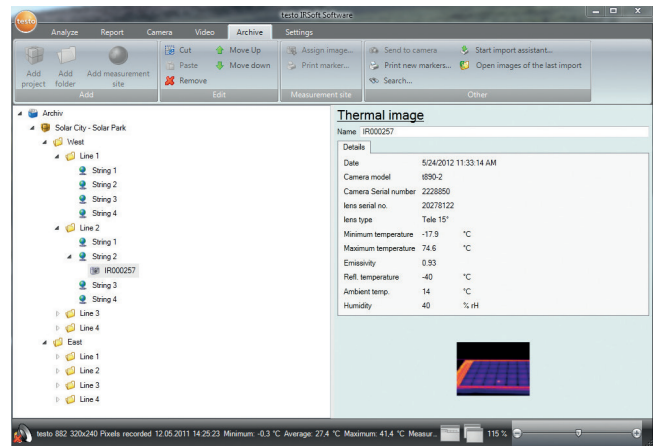 testo IRSoft Software
testo
Analyze Report Camera Video Archive Settings
Add project
Add folder
Add measurement site
Add
Cut
Paste
Remove
Move Up
Move down
Edit
Assign image...
Print marker...
Measurement site
Send to camera
Print new markers...
Search...
Start import assistant...
Open images of the last import
Other
Archiv
Solar City - Solar Park
West
Line 1
String 1
String 2
String 3
String 4
Line 2
String 1
String 2
IR000257
String 3
String 4
Line 3
Line 4
East
Line 1
Line 2
Line 3
Line 4
Thermal image
Name IR000257
Details
Date 5/24/2012 11:33:14 AM
Camera model t890-2
Camera Serial number 2228850
lens serial no. 20278122
lens type Tele 15°
Minimum temperature -17.9 °C
Maximum temperature 74.6 °C
Emissivity 0.93
Refl. temperature -40 °C
Ambient temp. 14 °C
Humidity 40 % rH
testo 882 320x240 Pixels recorded 12.05.2011 14:25:23 Minimum: -0,3 °C Average: 27,4 °C Maximum: 41,4 °C Measur... 115 %